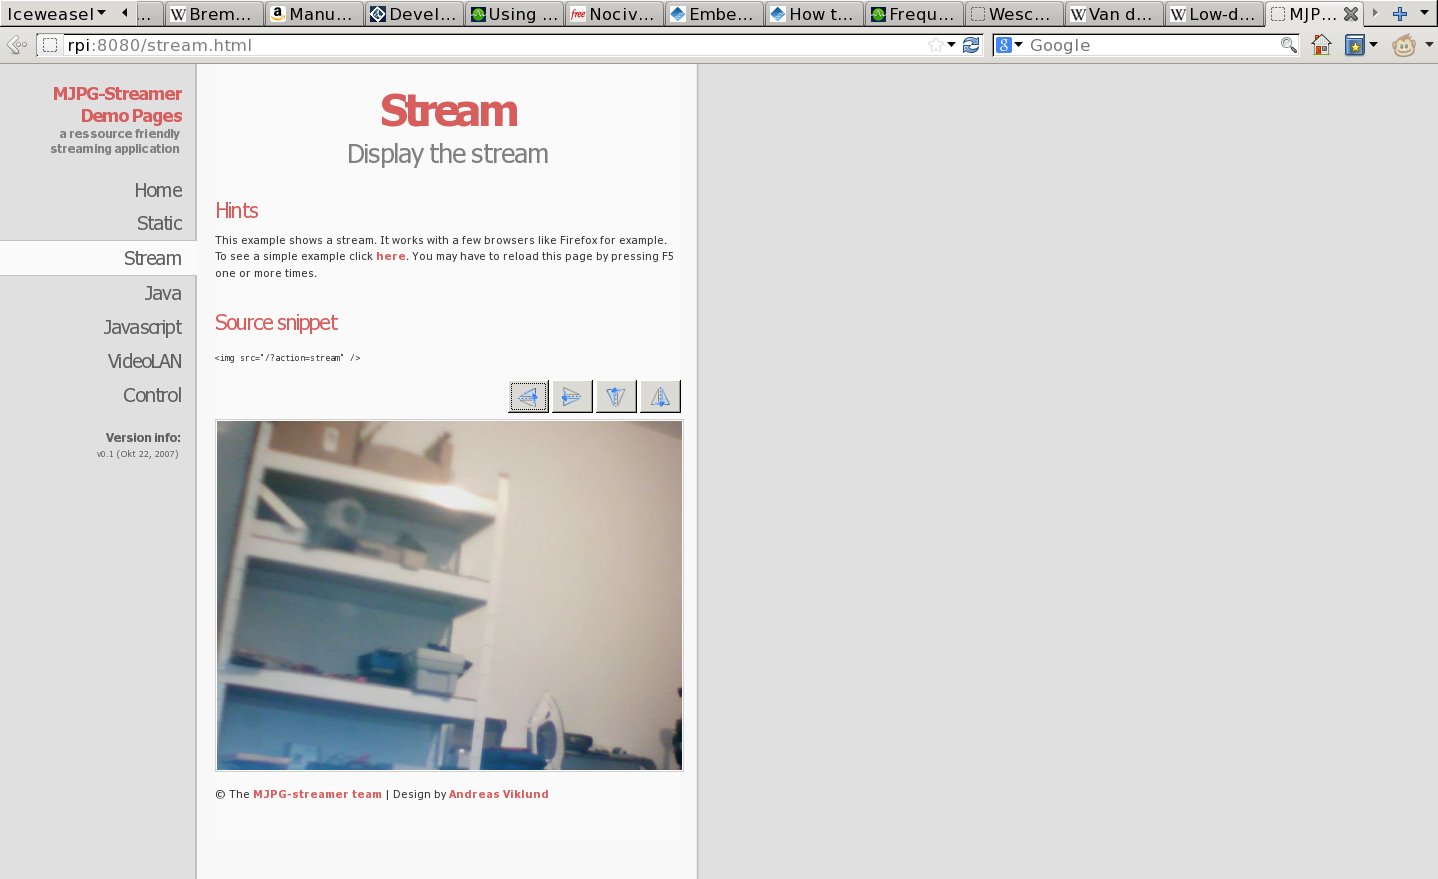 Iceweasel
...
Brem...
Manu...
Devel...
Using ...
free Nociv...
Embe...
How t...
Frequ...
Wesc...
Van d...
Low-d...
MJP...
rpi:8080/stream.html
Google
MJPG-Streamer
Demo Pages
a ressource friendly
streaming application
Home
Static
Stream
Java
Javascript
VideoLAN
Control
Version info:
v0.1 (Okt 22, 2007)
Stream
Display the stream
Hints
This example shows a stream. It works with a few browsers like Firefox for example.
To see a simple example click here. You may have to reload this page by pressing F5
one or more times.
Source snippet
<img src="/?action=stream" />
© The MJPG-streamer team | Design by Andreas Viklund